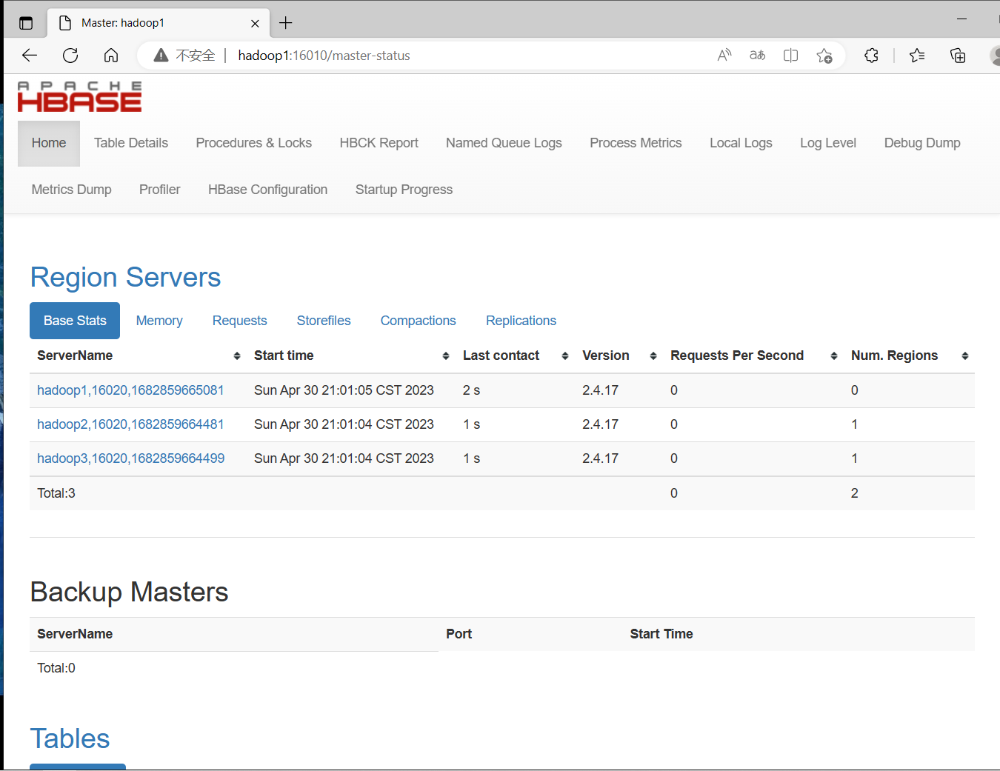 Master: hadoop1
不安全 hadoop1:16010/master-status
APACHE
HBASE
Home Table Details Procedures & Locks HBCK Report Named Queue Logs Process Metrics Local Logs Log Level Debug Dump
Metrics Dump Profiler HBase Configuration Startup Progress
Region Servers
Base Stats Memory Requests Storefiles Compactions Replications
ServerName Start time Last contact Version Requests Per Second Num. Regions
hadoop1,16020,1682859665081 Sun Apr 30 21:01:05 CST 2023 2 s 2.4.17 0 0
hadoop2,16020,1682859664481 Sun Apr 30 21:01:04 CST 2023 1 s 2.4.17 0 1
hadoop3,16020,1682859664499 Sun Apr 30 21:01:04 CST 2023 1 s 2.4.17 0 1
Total:3 0 2
Backup Masters
ServerName Port Start Time
Total:0
Tables